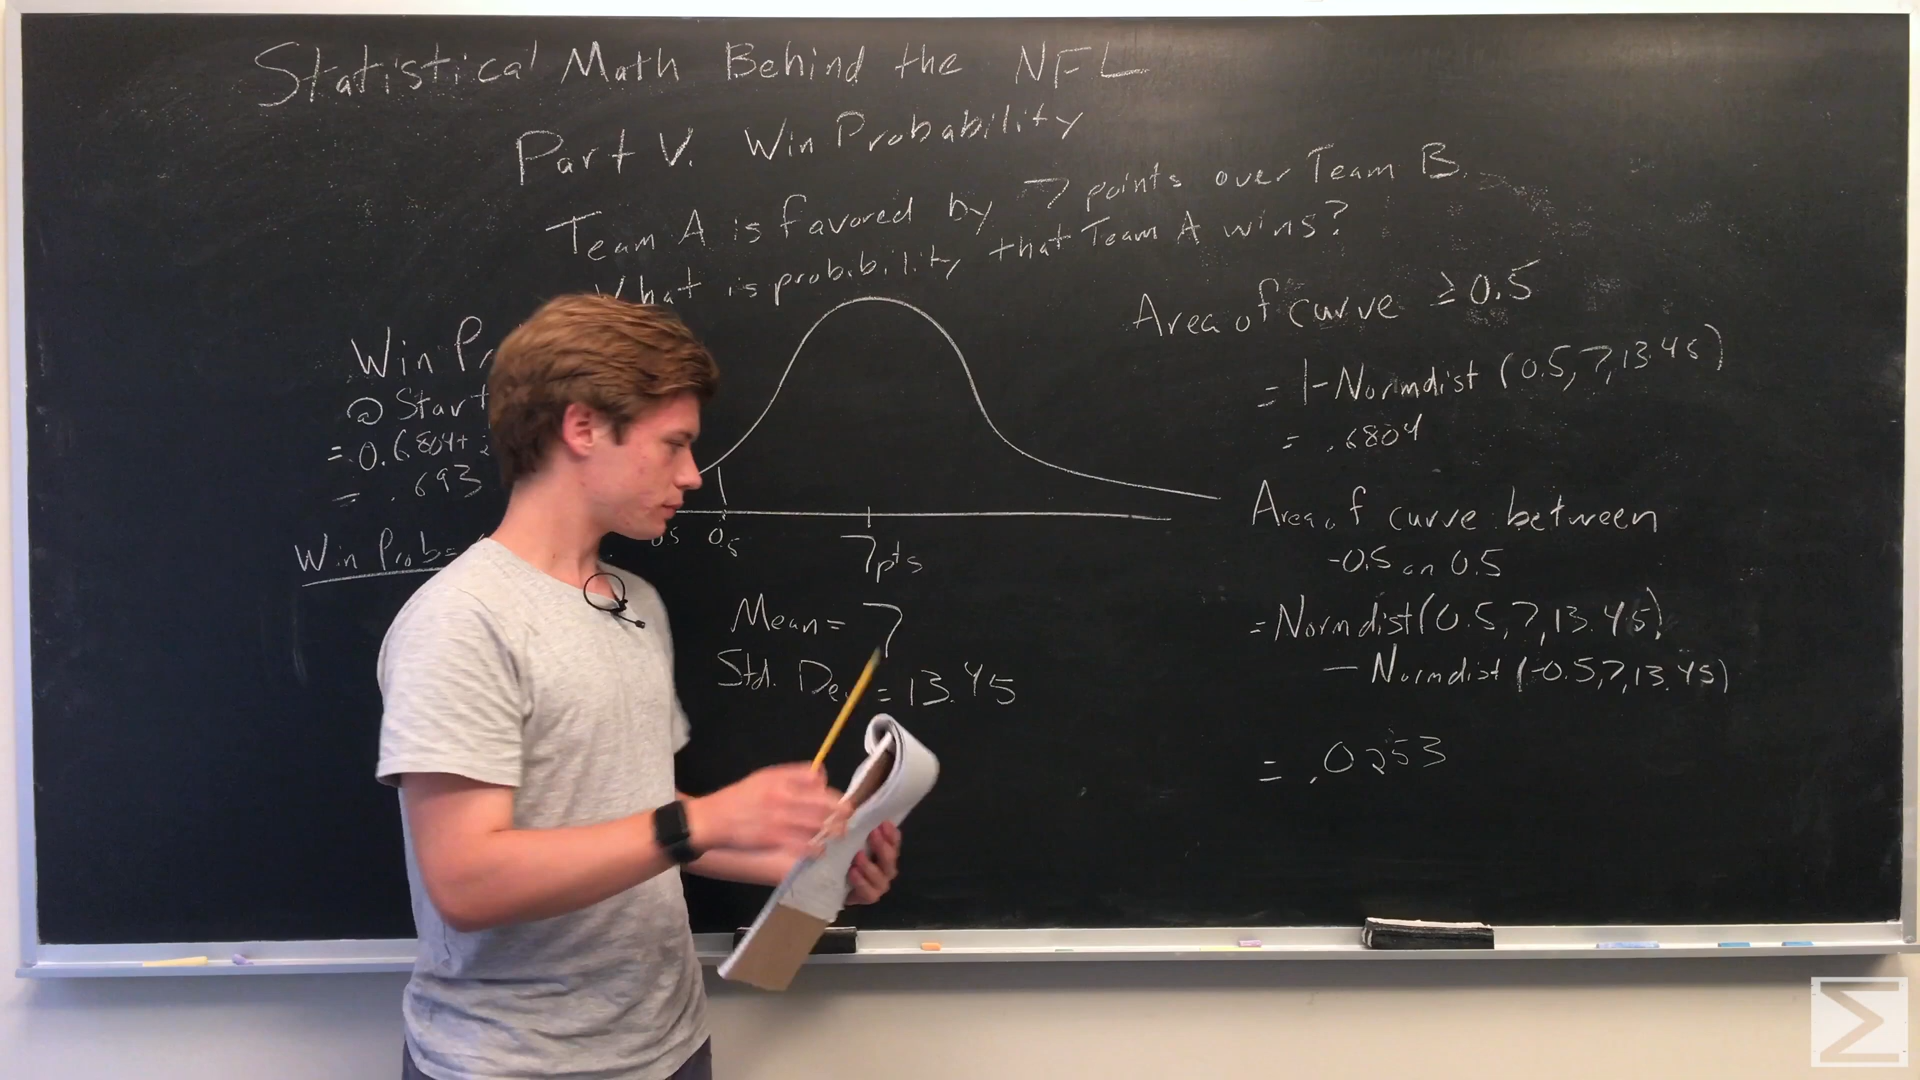 Statistical Math Behind the NFL
Part V. Win Probability
Team A is favored by 7 points over Team B.
What is probibility that Team A wins?
Win Pr
@ Start
= 0.6804+
= .693
Win Prob=
0.5 0.5
7pts
Mean= 7
Std. Dev = 13.45
Area of curve ≥0.5
= 1-Normdist (0.5,7,13.45)
= .6804
Area of curve between
-0.5 an 0.5
=Normdist(0.5,7,13.45)
- Normdist(-0.5,7,13.45)
= .0253
Σ